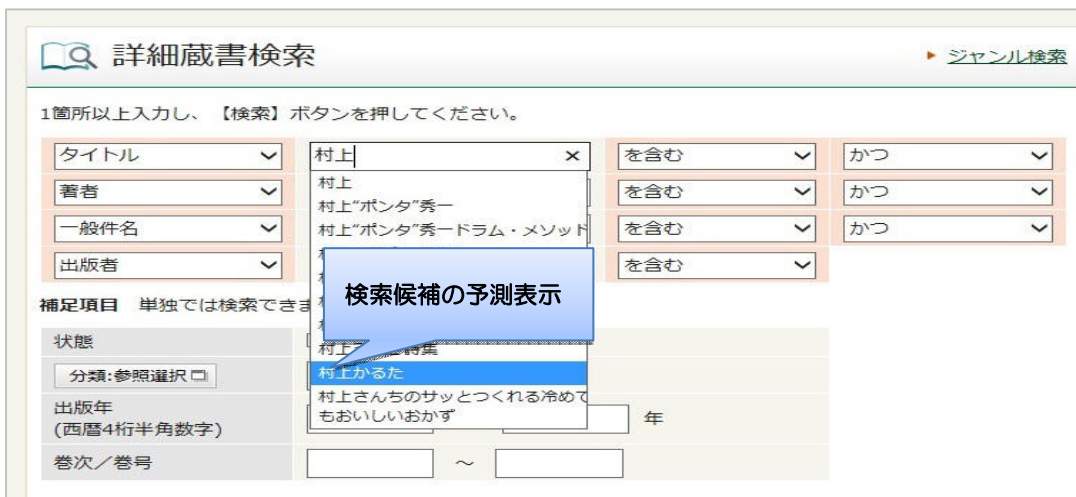 詳細蔵書検索
ジャンル検索
1箇所以上入力し、【検索】ボタンを押してください。
タイトル 村上 を含む かつ
村上
著者 を含む かつ
村上“ポンタ”秀一
一般件名 村上“ポンタ”秀一ドラム・メソッド を含む かつ
出版者 を含む
検索候補の予測表示
補足項目 単独では検索でき
状態
村上
詩集
分類:参照選択 村上かるた
村上さんちのサッとつくれる冷めて
もおいしいおかず
出版年
(西暦4桁半角数字) 年
巻次／巻号 ～